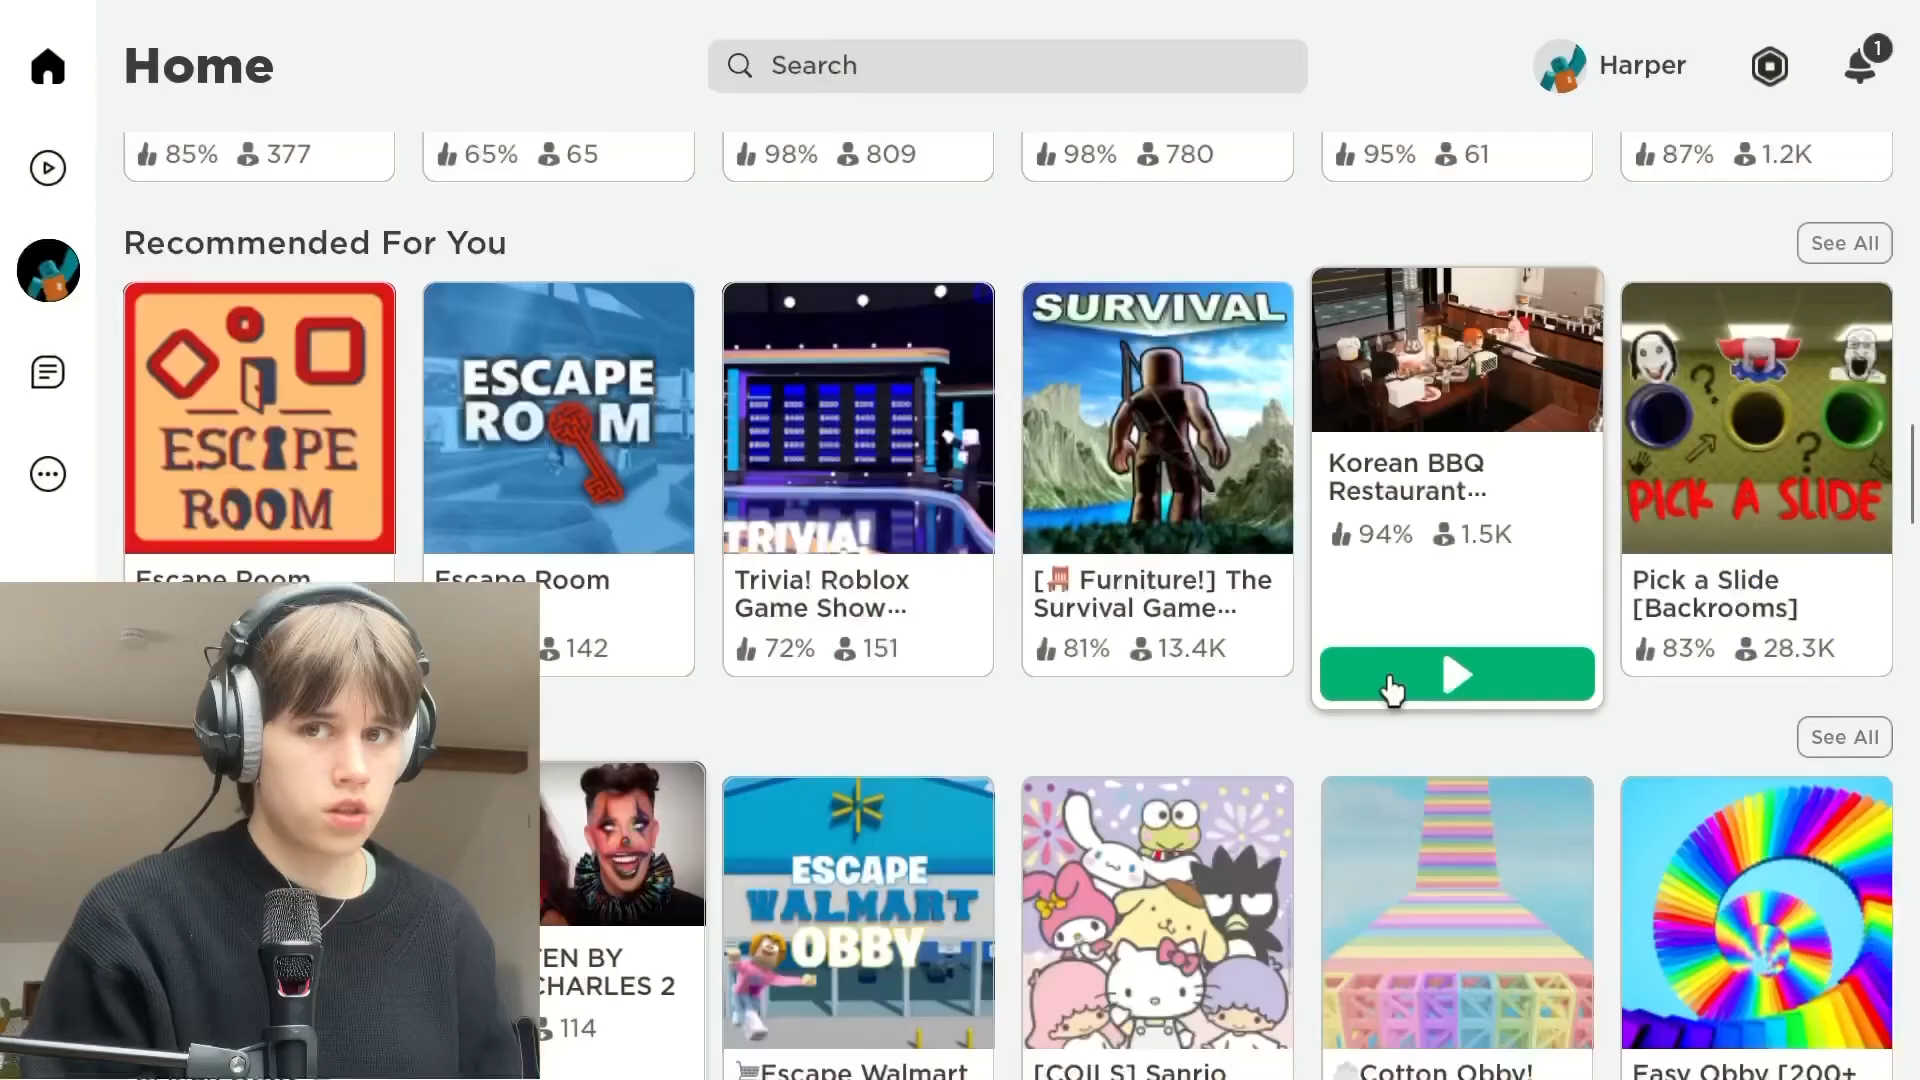 Home
Search
Harper
1
85% 377
65% 65
98% 809
98% 780
95% 61
87% 1.2K
Recommended For You
See All
ESCAPE
ROOM
Escape Room
ESCAPE
ROOM
Escape Room
142
TRIVIA!
Trivia! Roblox
Game Show...
72% 151
SURVIVAL
[🪑 Furniture!] The
Survival Game...
81% 13.4K
Korean BBQ
Restaurant...
94% 1.5K
PICK A SLIDE
Pick a Slide
[Backrooms]
83% 28.3K
See All
TEN BY
CHARLES 2
114
ESCAPE
WALMART
OBBY
🛒Escape Walmart
Cotton Obby!
Easy Obby [200+